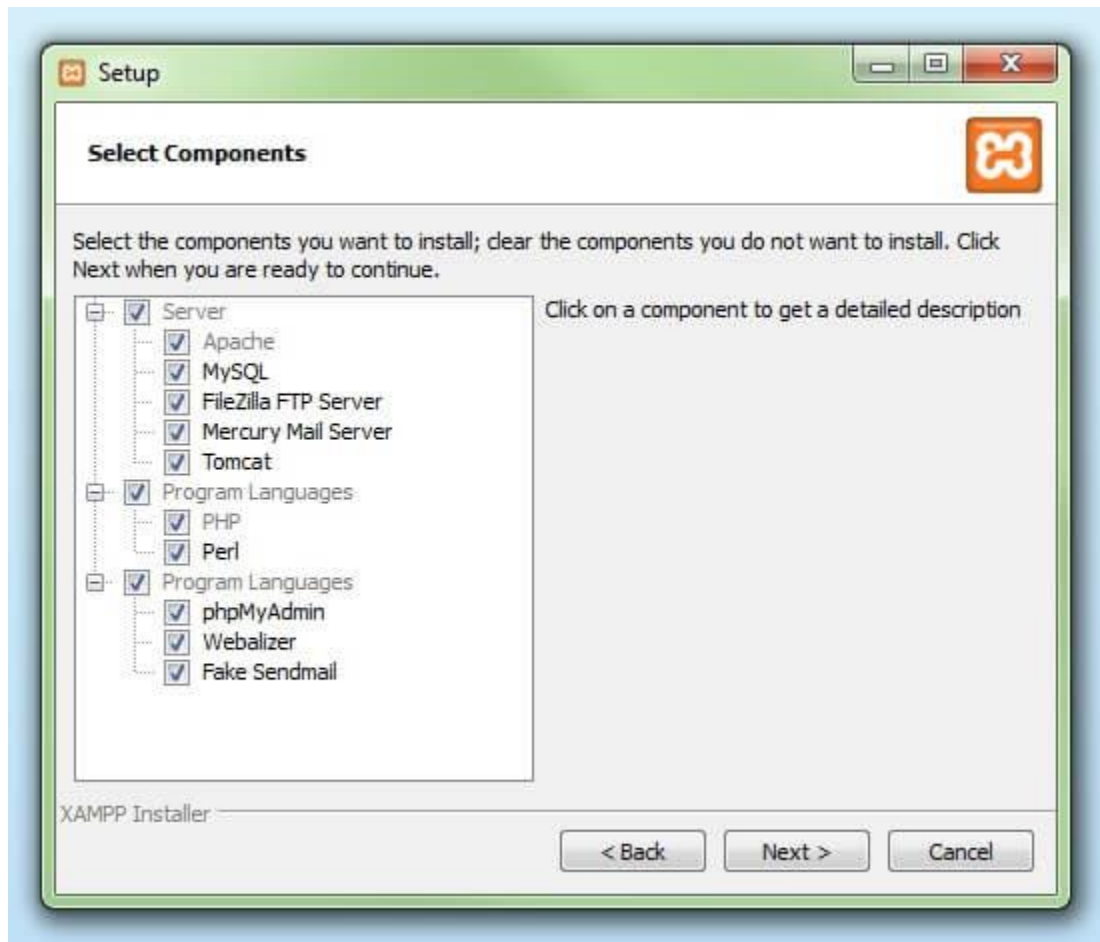 Setup
Select Components
Select the components you want to install; clear the components you do not want to install. Click
Next when you are ready to continue.
Server
Click on a component to get a detailed description
Apache
MySQL
FileZilla FTP Server
Mercury Mail Server
Tomcat
Program Languages
PHP
Perl
Program Languages
phpMyAdmin
Webalizer
Fake Sendmail
XAMPP Installer
< Back
Next >
Cancel